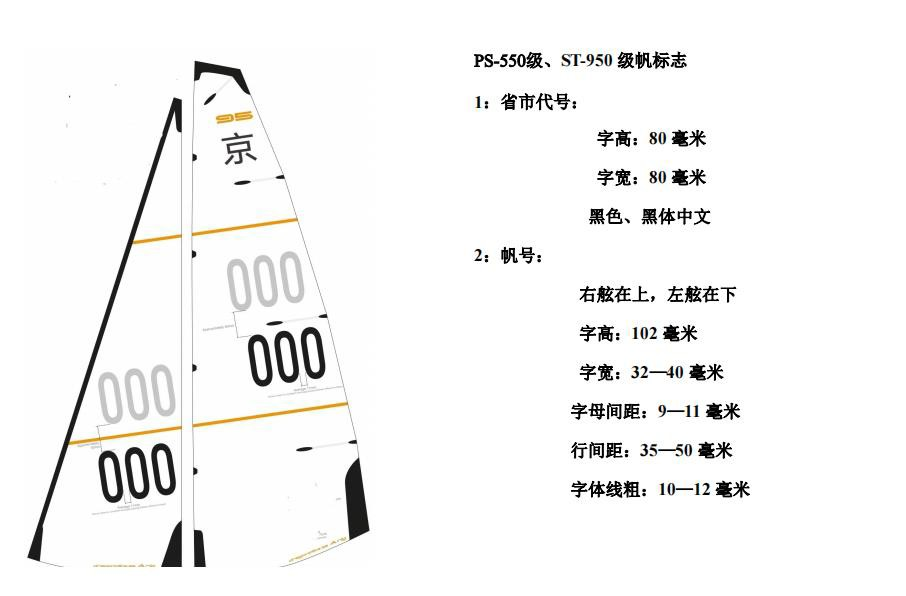 PS-550级、ST-950 级帆标志
1：省市代号：
字高：80 毫米
字宽：80 毫米
黑色、黑体中文
2：帆号：
右舷在上，左舷在下
字高：102 毫米
字宽：32—40 毫米
字母间距：9—11 毫米
行间距：35—50 毫米
字体线粗：10—12 毫米
95
京
000
000
000
000